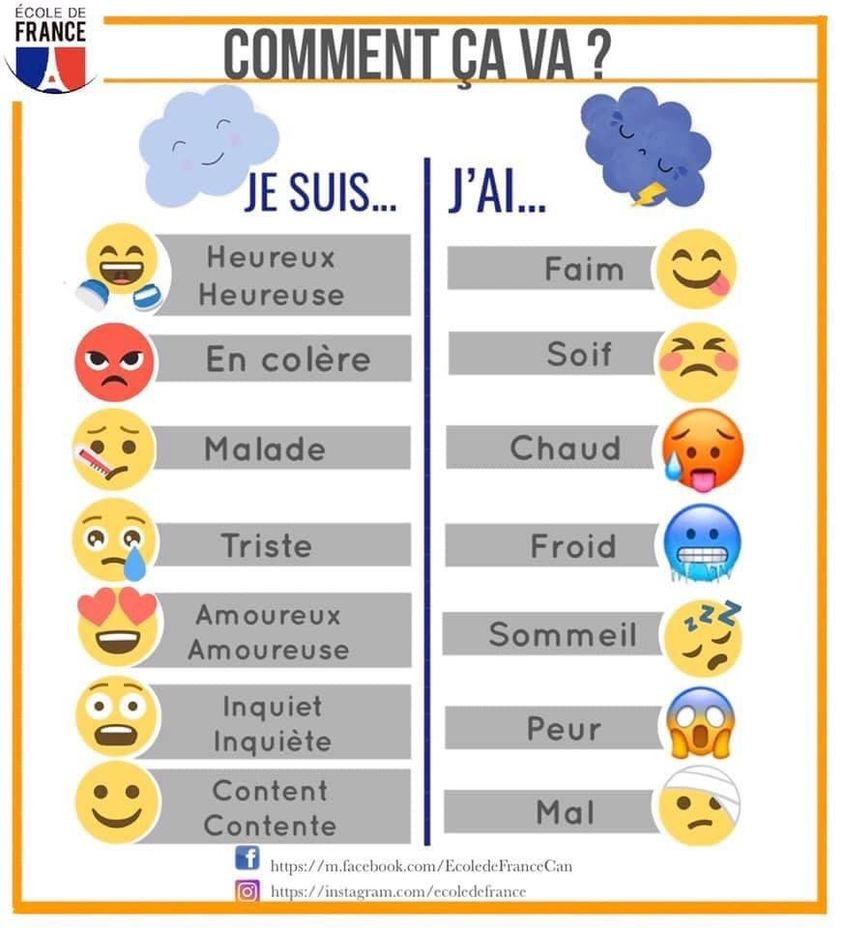 ÉCOLE DE
FRANCE
COMMENT ÇA VA ?
JE SUIS...
Heureux
Heureuse
En colère
Malade
Triste
Amoureux
Amoureuse
Inquiet
Inquiète
Content
Contente
J'AI...
Faim
Soif
Chaud
Froid
Sommeil
zzZ
Peur
Mal
https://m.facebook.com/EcoledeFranceCan
https://instagram.com/ecoledefrance